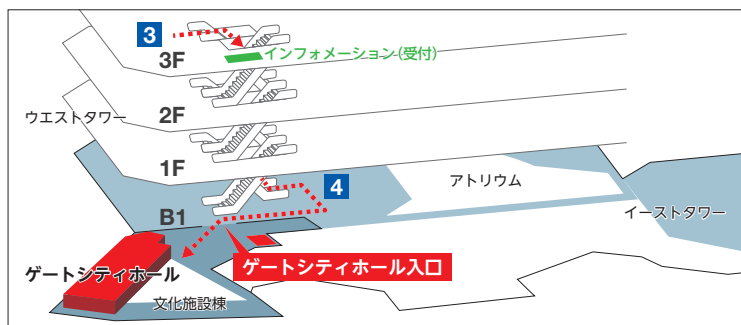 3
インフォメーション(受付)
3F
ウエストタワー
2F
1F
4
アトリウム
B1
イーストタワー
ゲートシティホール入口
ゲートシティホール
文化施設棟